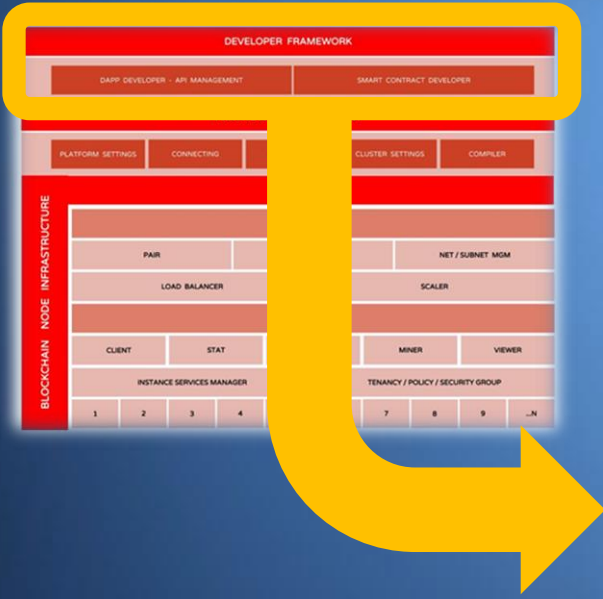 DEVELOPER FRAMEWORK
DAPP DEVELOPER - API MANAGEMENT SMART CONTRACT DEVELOPER
PLATFORM SETTINGS CONNECTING CLUSTER SETTINGS COMPILER
BLOCKCHAIN NODE INFRASTRUCTURE
PAIR NET / SUBNET MGM
LOAD BALANCER SCALER
CLIENT STAT MINER VIEWER
INSTANCE SERVICES MANAGER TENANCY / POLICY / SECURITY GROUP
1 2 3 4 7 8 9 ...N